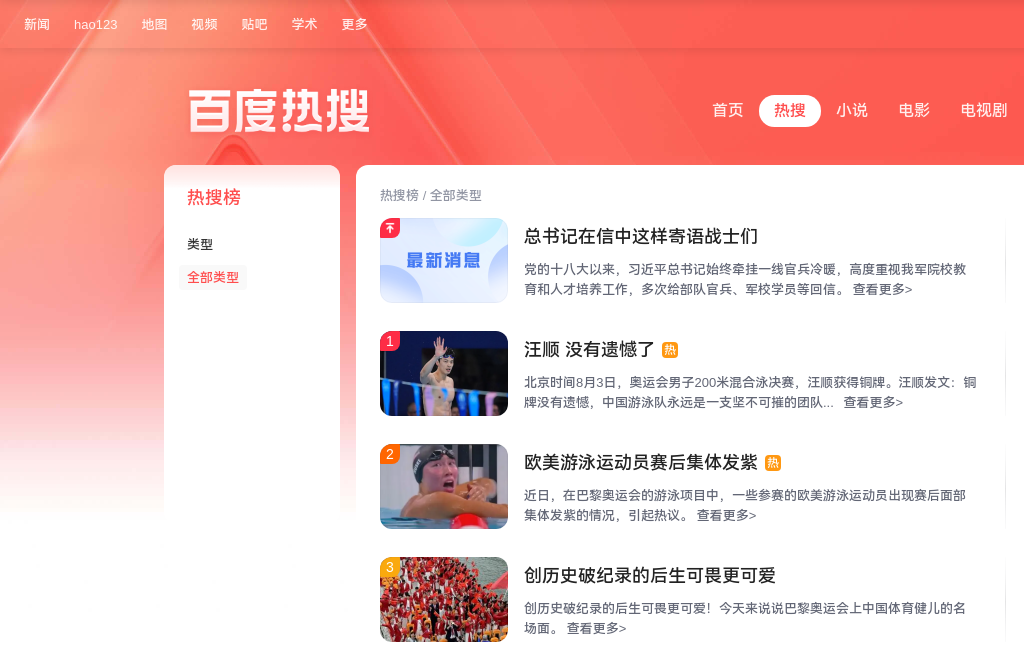 新闻 hao123 地图 视频 贴吧 学术 更多
百度热搜
首页 热搜 小说 电影 电视剧
热搜榜
类型
全部类型
热搜榜 / 全部类型
最新消息
总书记在信中这样寄语战士们
党的十八大以来，习近平总书记始终牵挂一线官兵冷暖，高度重视我军院校教
育和人才培养工作，多次给部队官兵、军校学员等回信。 查看更多>
1
汪顺 没有遗憾了 热
北京时间8月3日，奥运会男子200米混合泳决赛，汪顺获得铜牌。汪顺发文：铜
牌没有遗憾，中国游泳队永远是一支坚不可摧的团队... 查看更多>
2
欧美游泳运动员赛后集体发紫 热
近日，在巴黎奥运会的游泳项目中，一些参赛的欧美游泳运动员出现赛后面部
集体发紫的情况，引起热议。 查看更多>
3
创历史破纪录的后生可畏更可爱
创历史破纪录的后生可畏更可爱！今天来说说巴黎奥运会上中国体育健儿的名
场面。 查看更多>